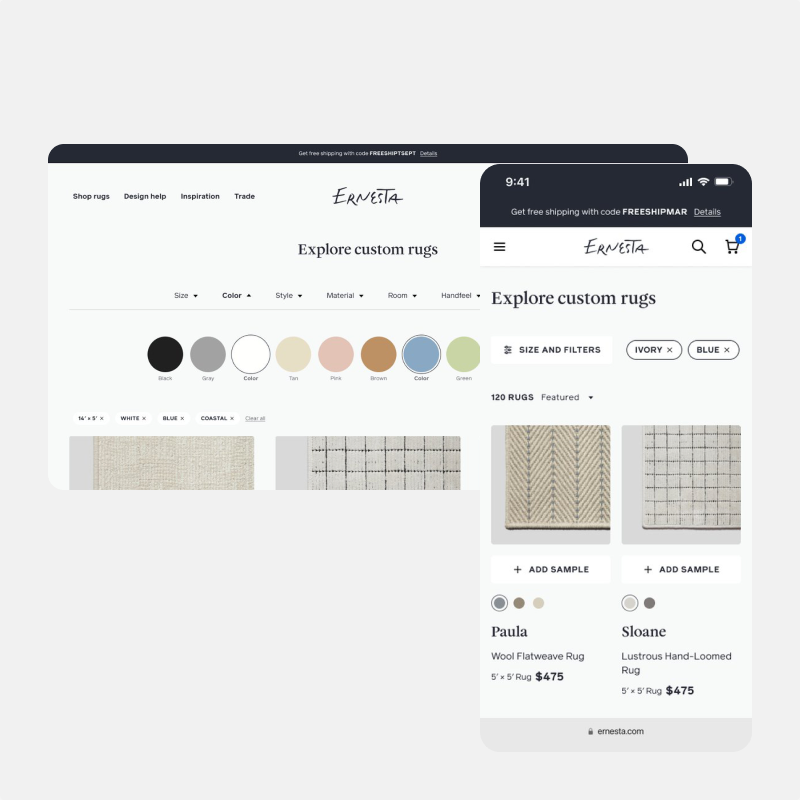 Get free shipping with code FREESHIPTSEPT Details
Shop rugs Design help Inspiration Trade
ERNESTA
Explore custom rugs
Size Color Style Material Room Handfeel
Black Gray Color Tan Pink Brown Color Green
14' × 5' × WHITE × BLUE × COASTAL × Clear all
9:41
Get free shipping with code FREESHIPMAR Details
ERNESTA
1
Explore custom rugs
SIZE AND FILTERS IVORY × BLUE ×
120 RUGS Featured
+ ADD SAMPLE + ADD SAMPLE
Paula
Wool Flatweave Rug
5' × 5' Rug $475
Sloane
Lustrous Hand-Loomed
Rug
5' × 5' Rug $475
ernesta.com